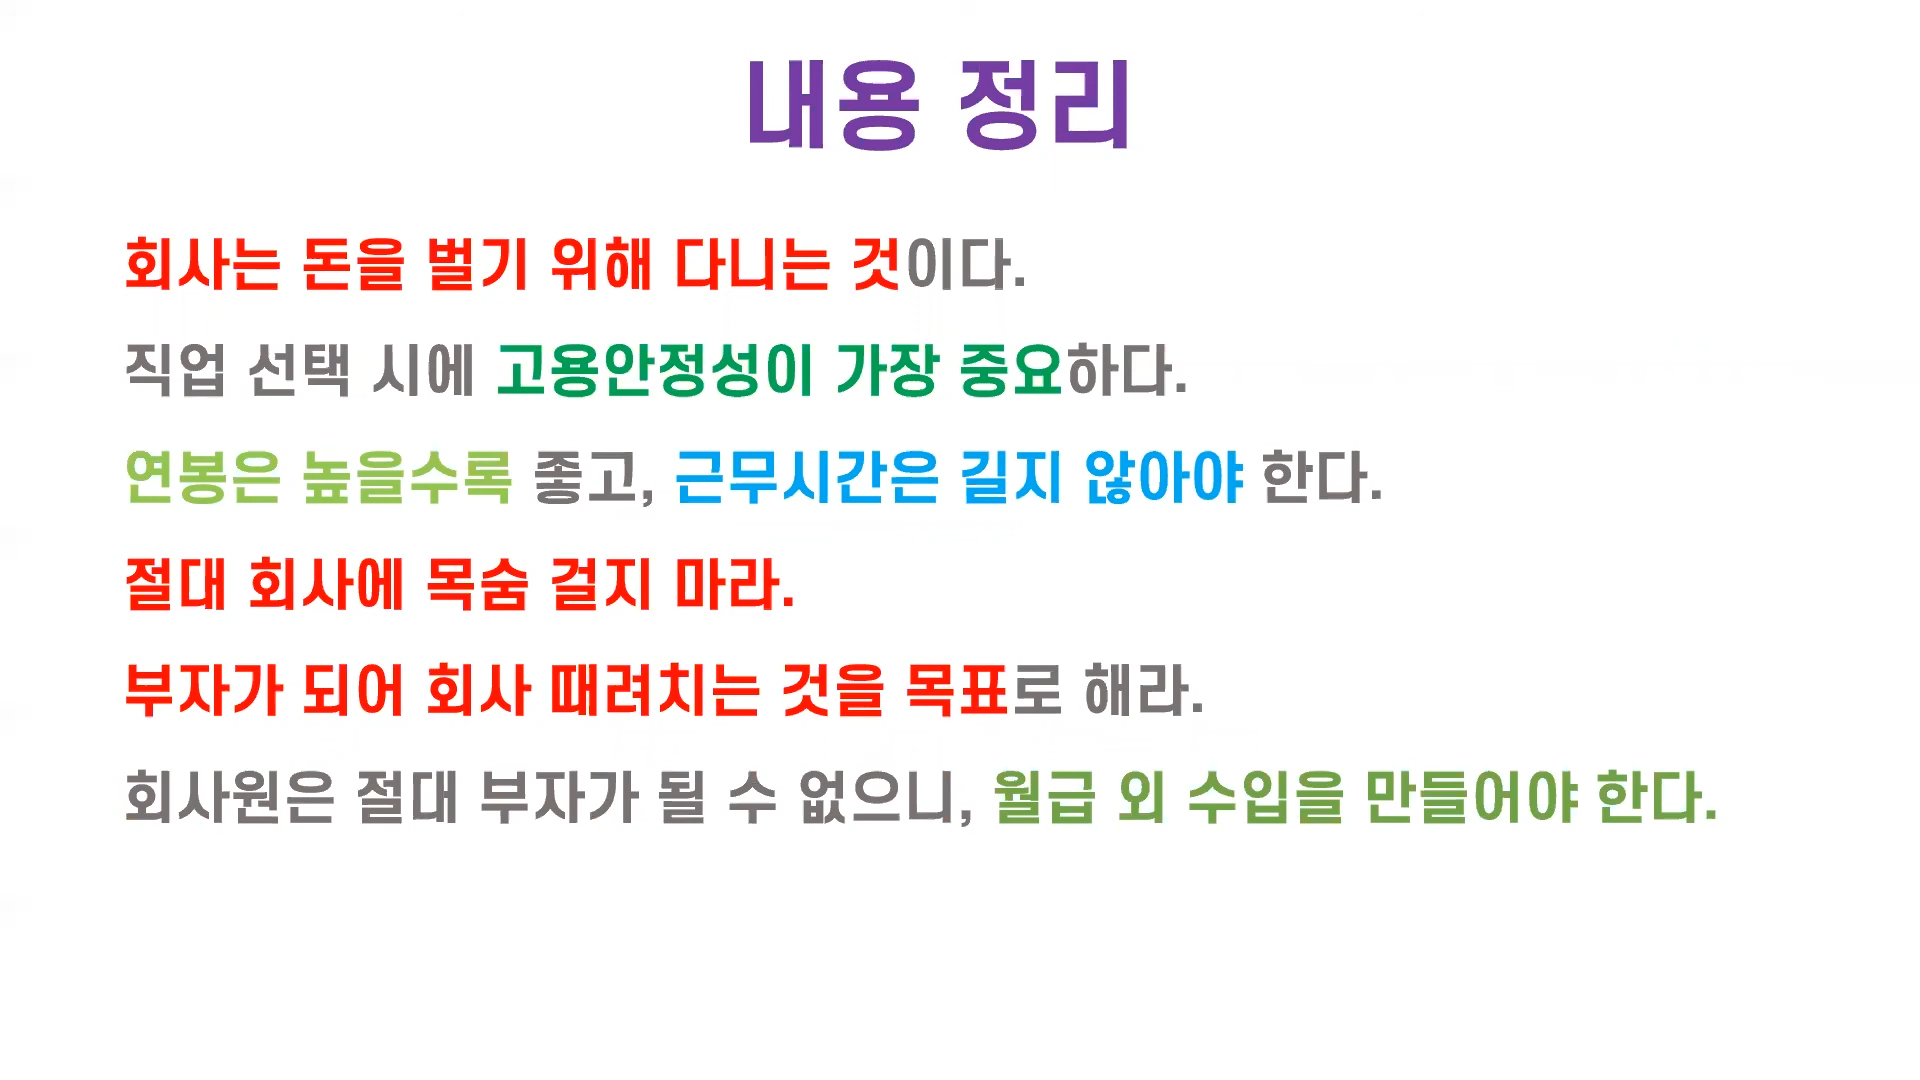 내용 정리
회사는 돈을 벌기 위해 다니는 것이다.
직업 선택 시에 고용안정성이 가장 중요하다.
연봉은 높을수록 좋고, 근무시간은 길지 않아야 한다.
절대 회사에 목숨 걸지 마라.
부자가 되어 회사 때려치는 것을 목표로 해라.
회사원은 절대 부자가 될 수 없으니, 월급 외 수입을 만들어야 한다.